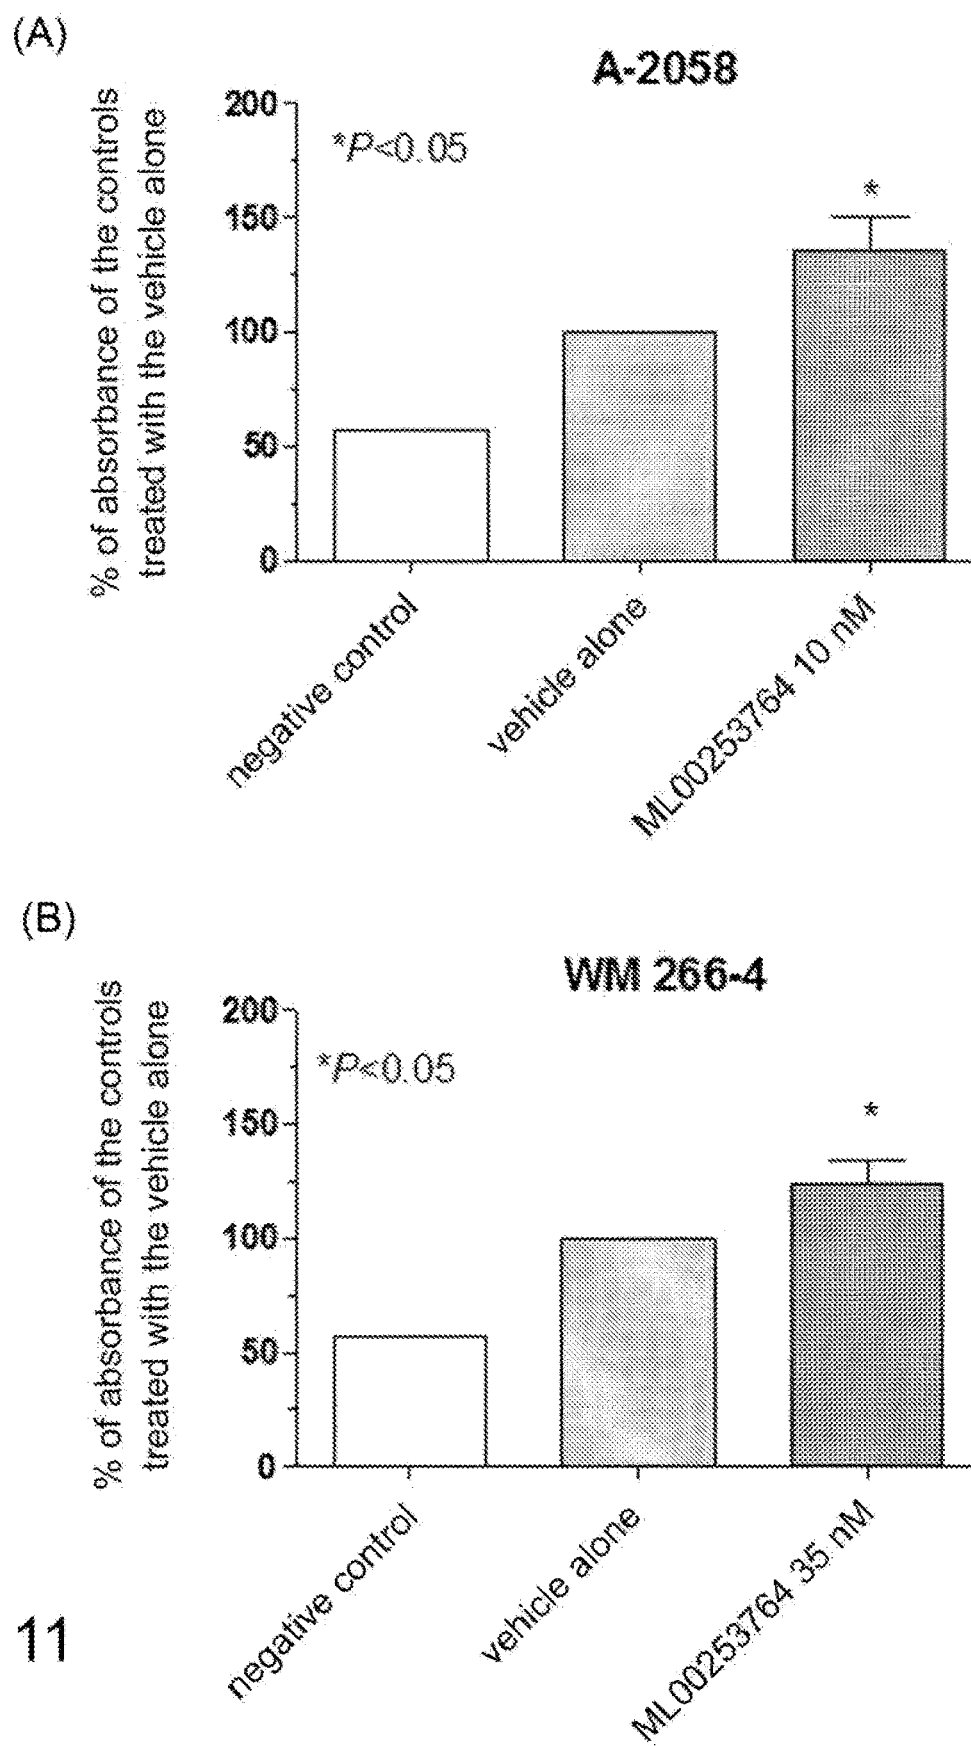 (A)
A-2058
% of absorbance of the controls
treated with the vehicle alone
200
150
100
50
0
*P<0.05
*
negative control
vehicle alone
ML00253764 10 nM
(B)
WM 266-4
% of absorbance of the controls
treated with the vehicle alone
200
150
100
50
0
*P<0.05
*
negative control
vehicle alone
ML00253764 35 nM
11